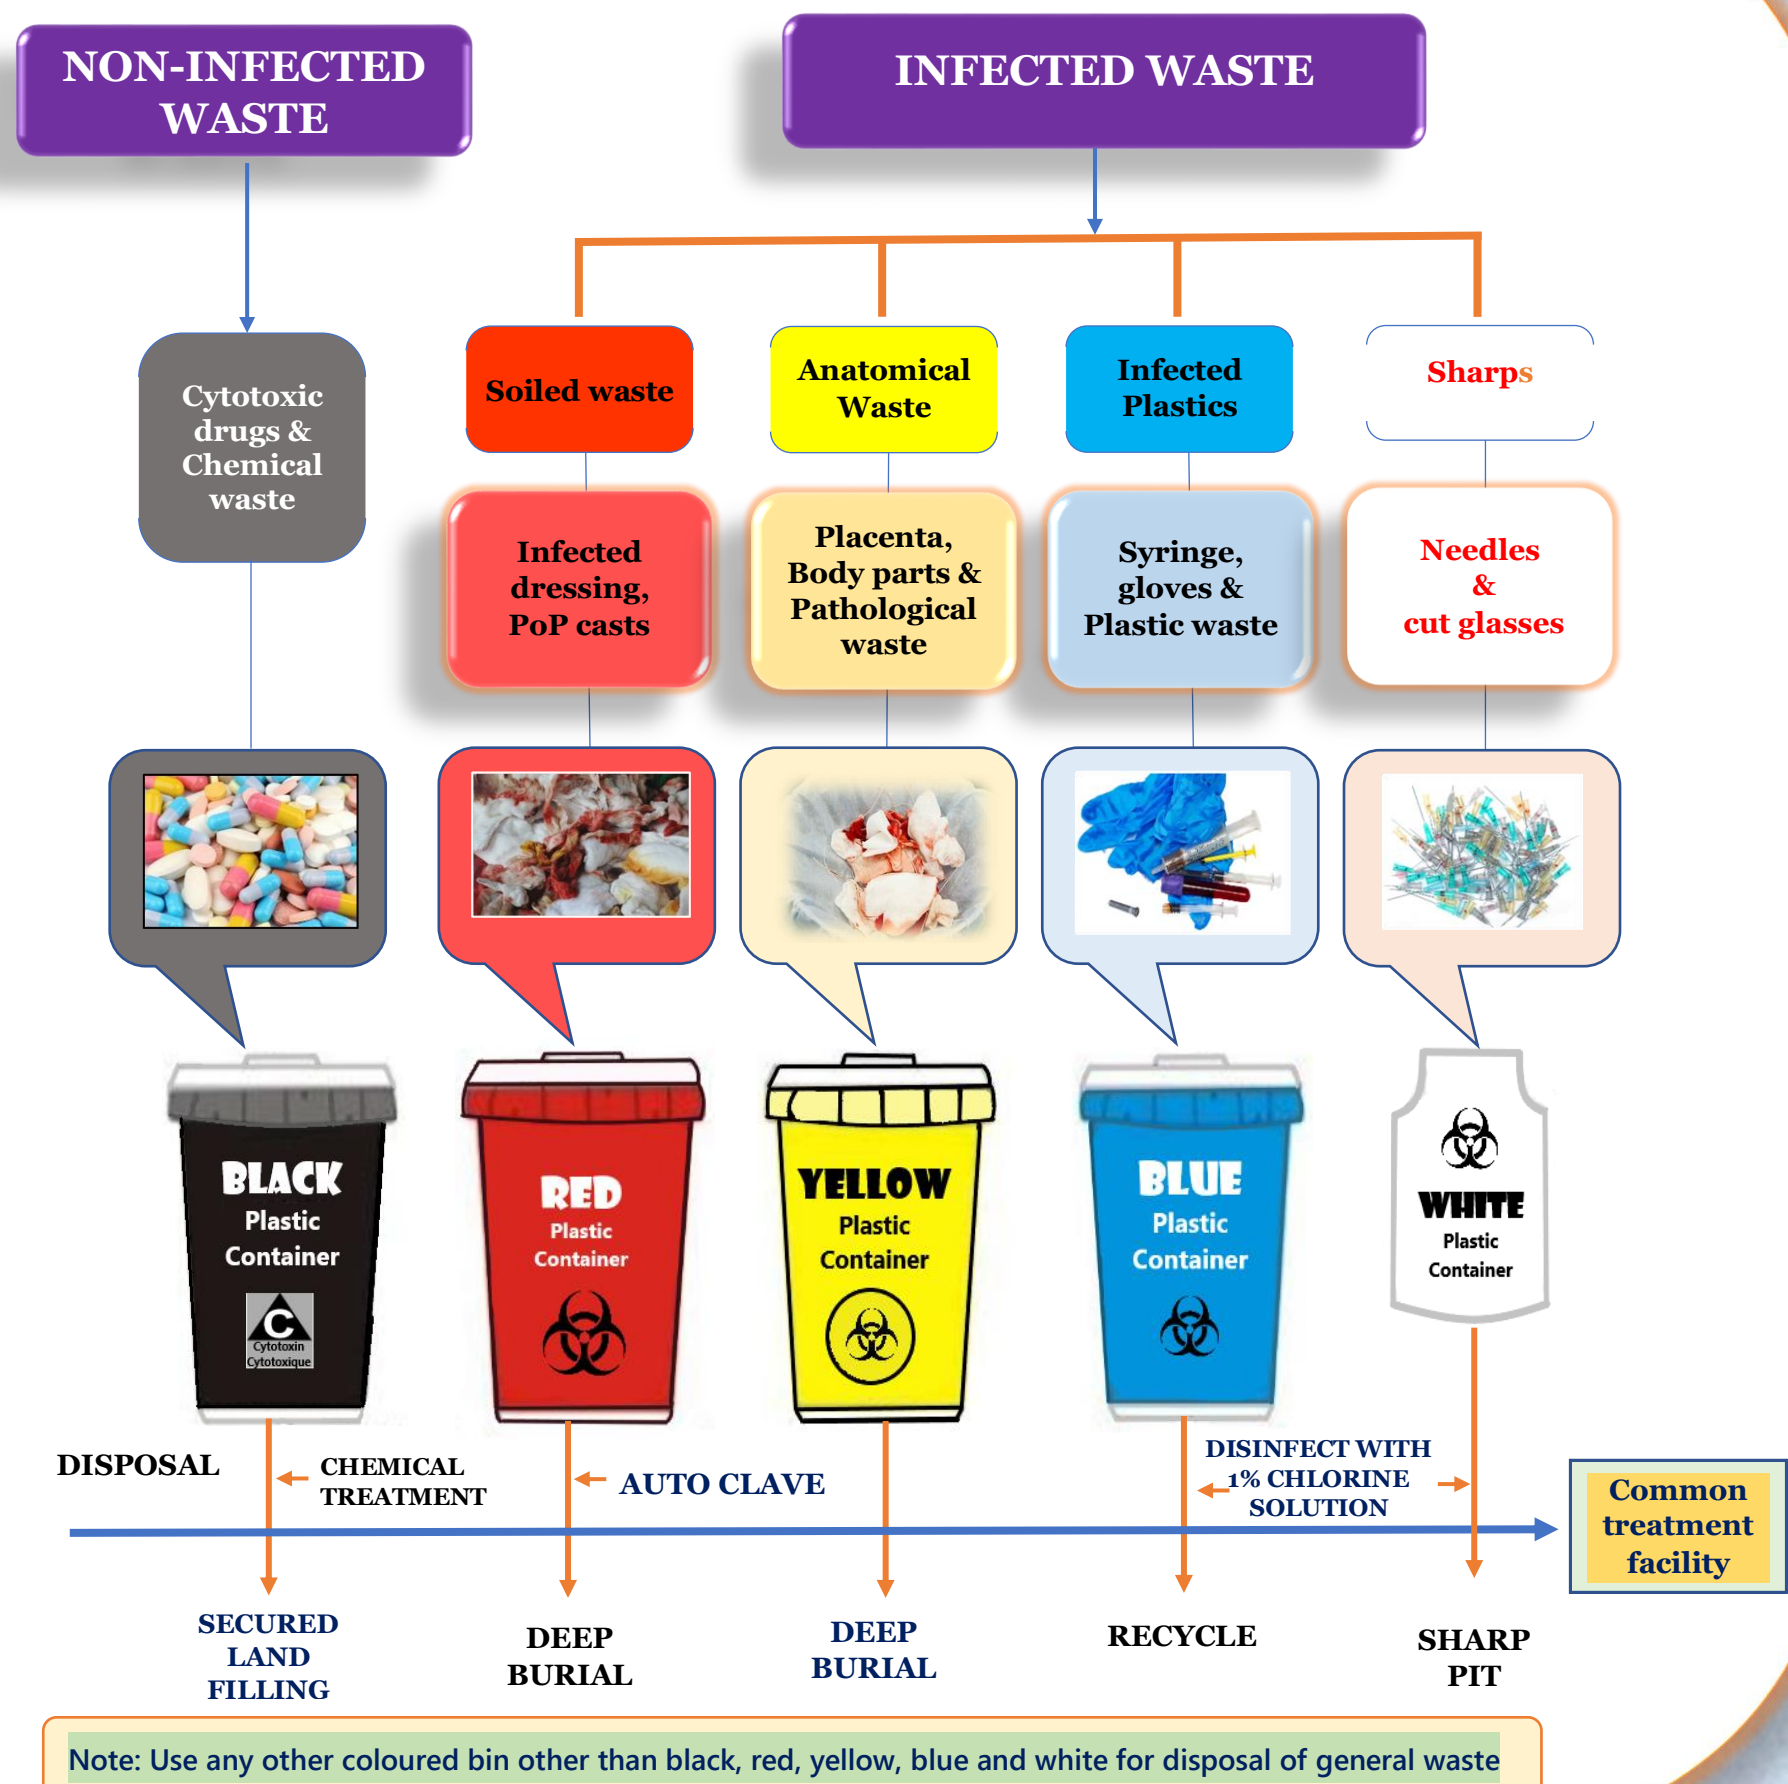 NON-INFECTED
WASTE
INFECTED WASTE
Cytotoxic
drugs &
Chemical
waste
Soiled waste
Anatomical
Waste
Infected
Plastics
Sharps
Infected
dressing,
PoP casts
Placenta,
Body parts &
Pathological
waste
Syringe,
gloves &
Plastic waste
Needles
&
cut glasses
BLACK
Plastic
Container
C
Cytotoxin
Cytotoxique
RED
Plastic
Container
YELLOW
Plastic
Container
BLUE
Plastic
Container
WHITE
Plastic
Container
DISPOSAL
CHEMICAL
TREATMENT
AUTO CLAVE
DISINFECT WITH
1% CHLORINE
SOLUTION
Common
treatment
facility
SECURED
LAND
FILLING
DEEP
BURIAL
DEEP
BURIAL
RECYCLE
SHARP
PIT
Note: Use any other coloured bin other than black, red, yellow, blue and white for disposal of general waste